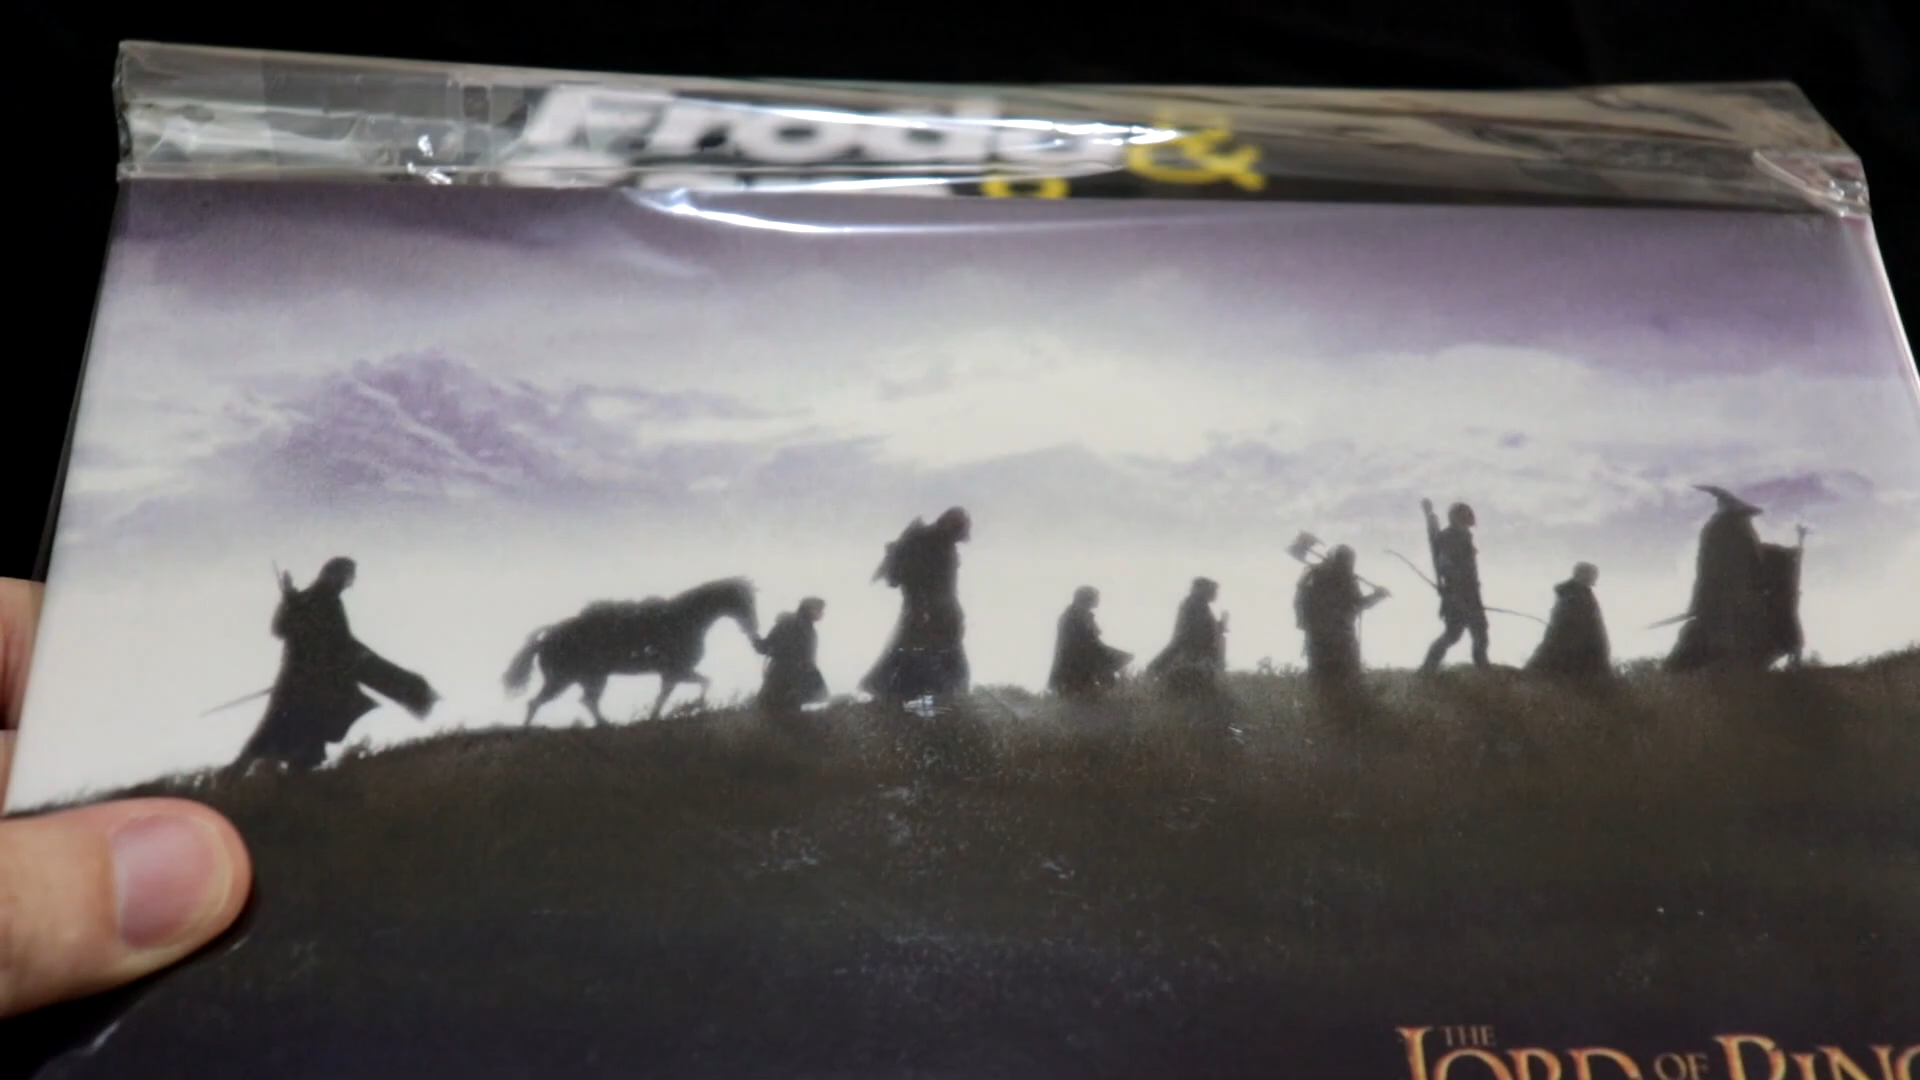 Frodo &
THE
LORD OF RING